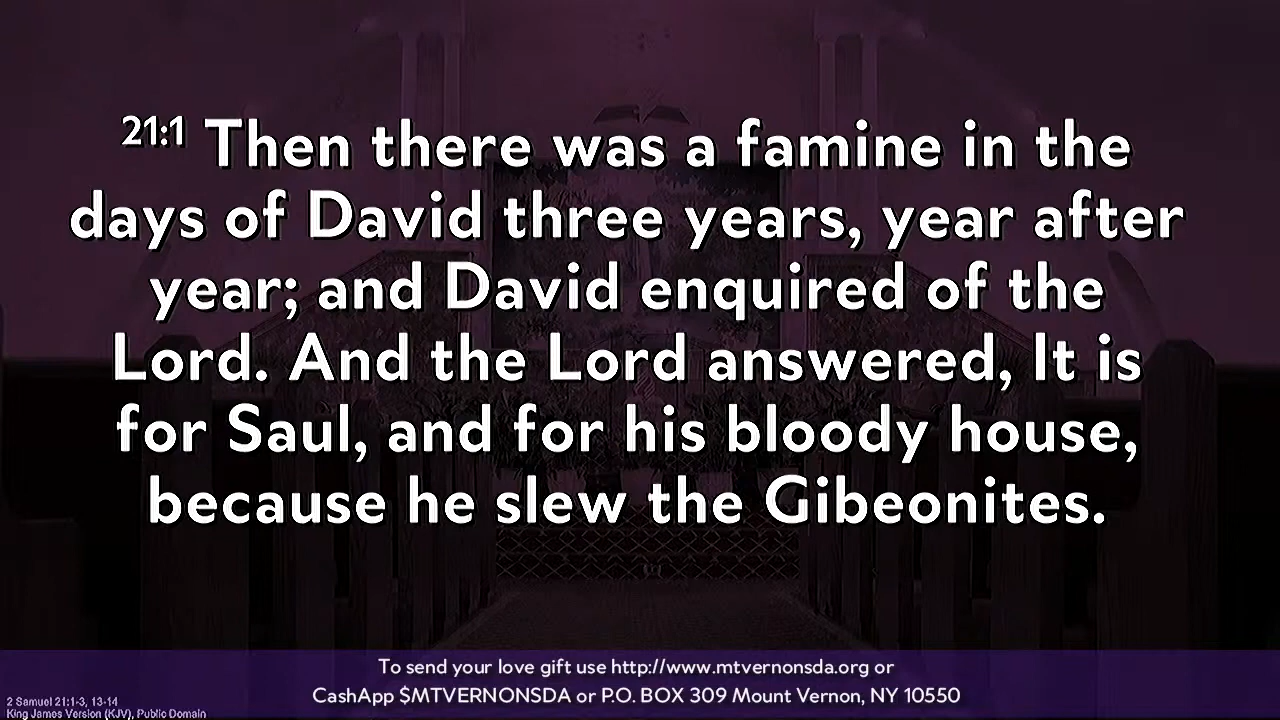 21:1 Then there was a famine in the
days of David three years, year after
year; and David enquired of the
Lord. And the Lord answered, It is
for Saul, and for his bloody house,
because he slew the Gibeonites.
To send your love gift use http://www.mtvernonsda.org or
CashApp $MTVERNONSDA or P.O. BOX 309 Mount Vernon, NY 10550
2 Samuel 21:1-3, 13-14
King James Version (KJV), Public Domain